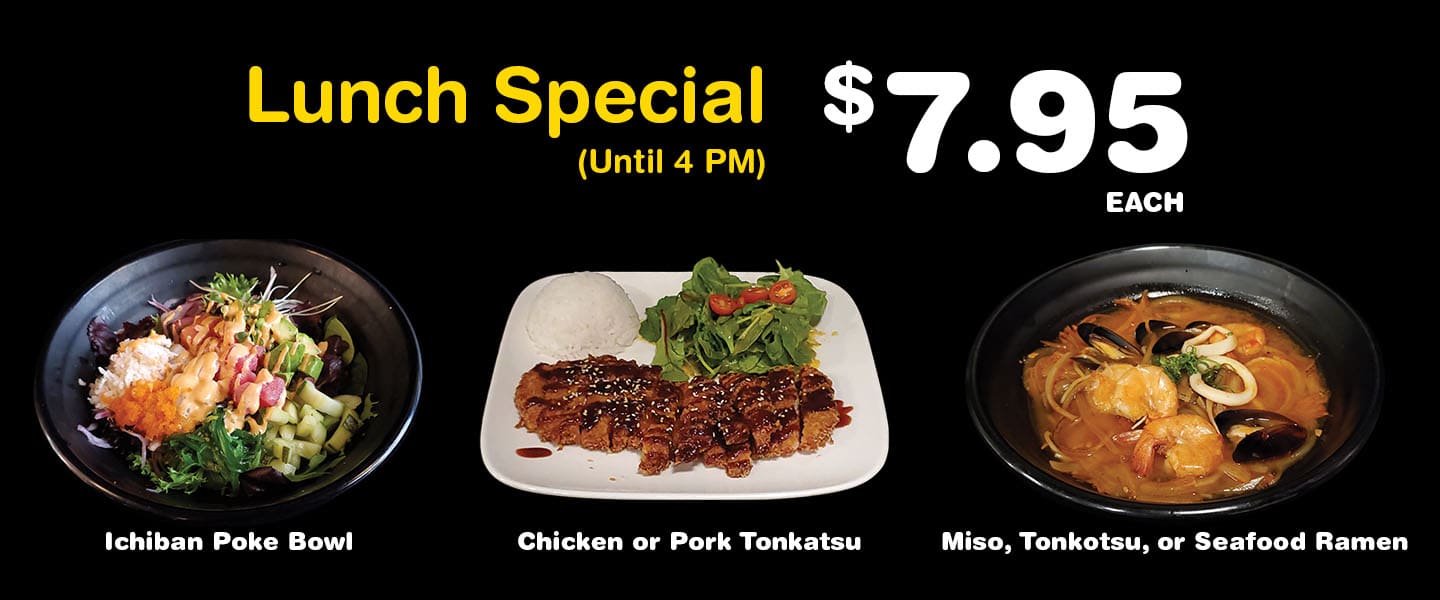 Lunch Special
(Until 4 PM)
$7.95
EACH
Ichiban Poke Bowl
Chicken or Pork Tonkatsu
Miso, Tonkotsu, or Seafood Ramen